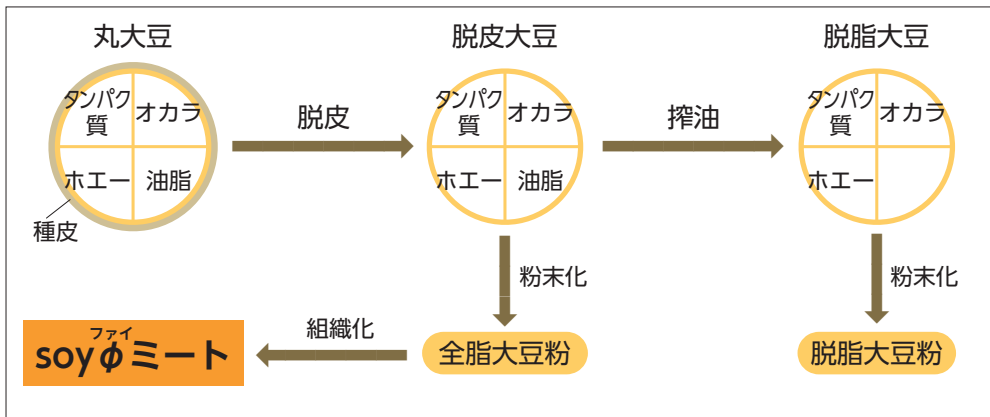 丸大豆
脱皮大豆
脱脂大豆
タンパク
質
オカラ
ホエー
油脂
種皮
脱皮
タンパク
質
オカラ
ホエー
油脂
搾油
タンパク
質
オカラ
ホエー
粉末化
粉末化
ファイ
soyφミート
組織化
全脂大豆粉
脱脂大豆粉